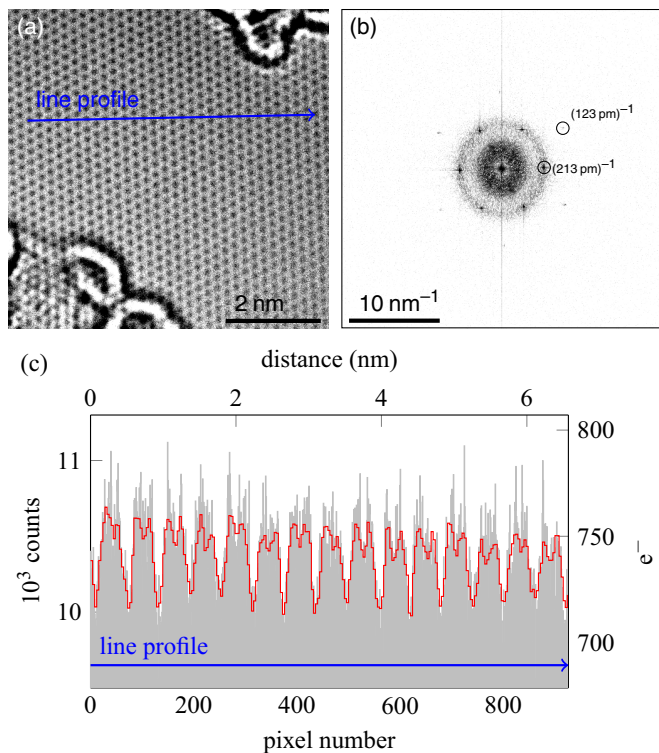 (a)
line profile
2 nm
(b)
(123 pm)⁻¹
(213 pm)⁻¹
10 nm⁻¹
(c)
distance (nm)
0 2 4 6
11
10
10³ counts
800
750
700
e⁻
line profile
0 200 400 600 800
pixel number